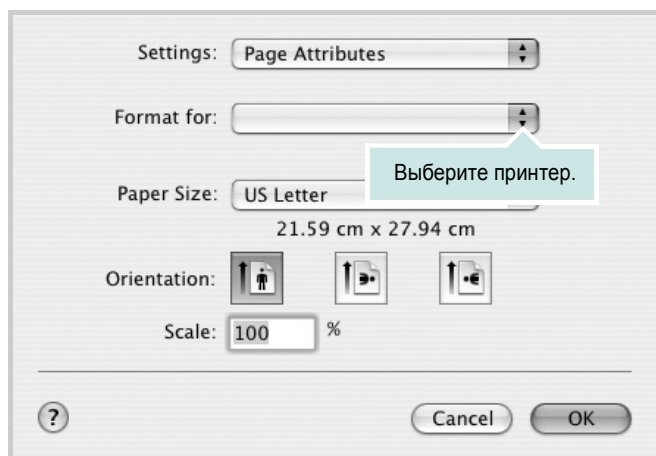 Settings: Page Attributes
Format for:
Выберите принтер.
Paper Size: US Letter
21.59 cm x 27.94 cm
Orientation:
Scale: 100 %
? Cancel OK